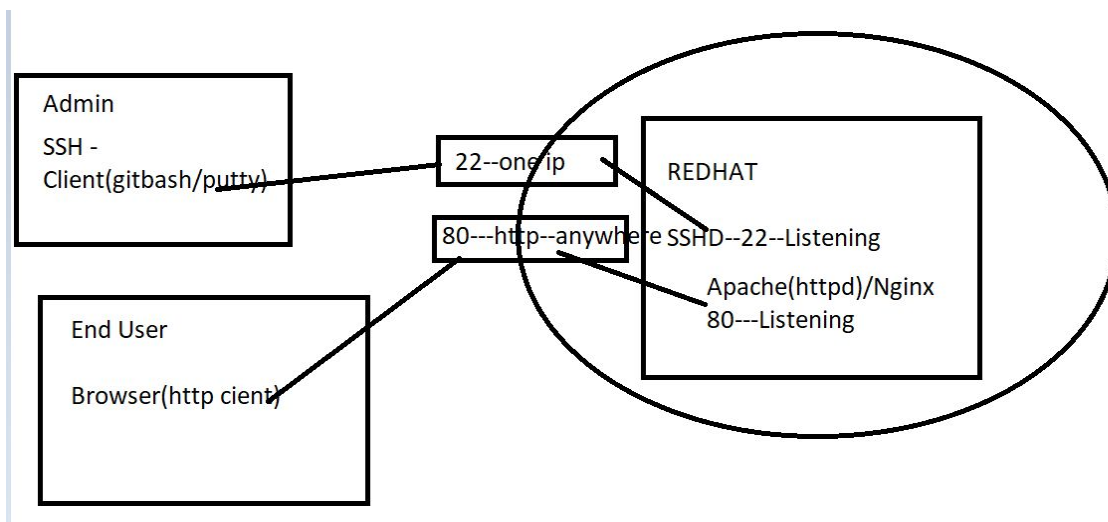 Admin
SSH -
Client(gitbash/putty)
22--one ip
80---http--anywhere
REDHAT
SSHD--22--Listening
Apache(httpd)/Nginx
80---Listening
End User
Browser(http cient)